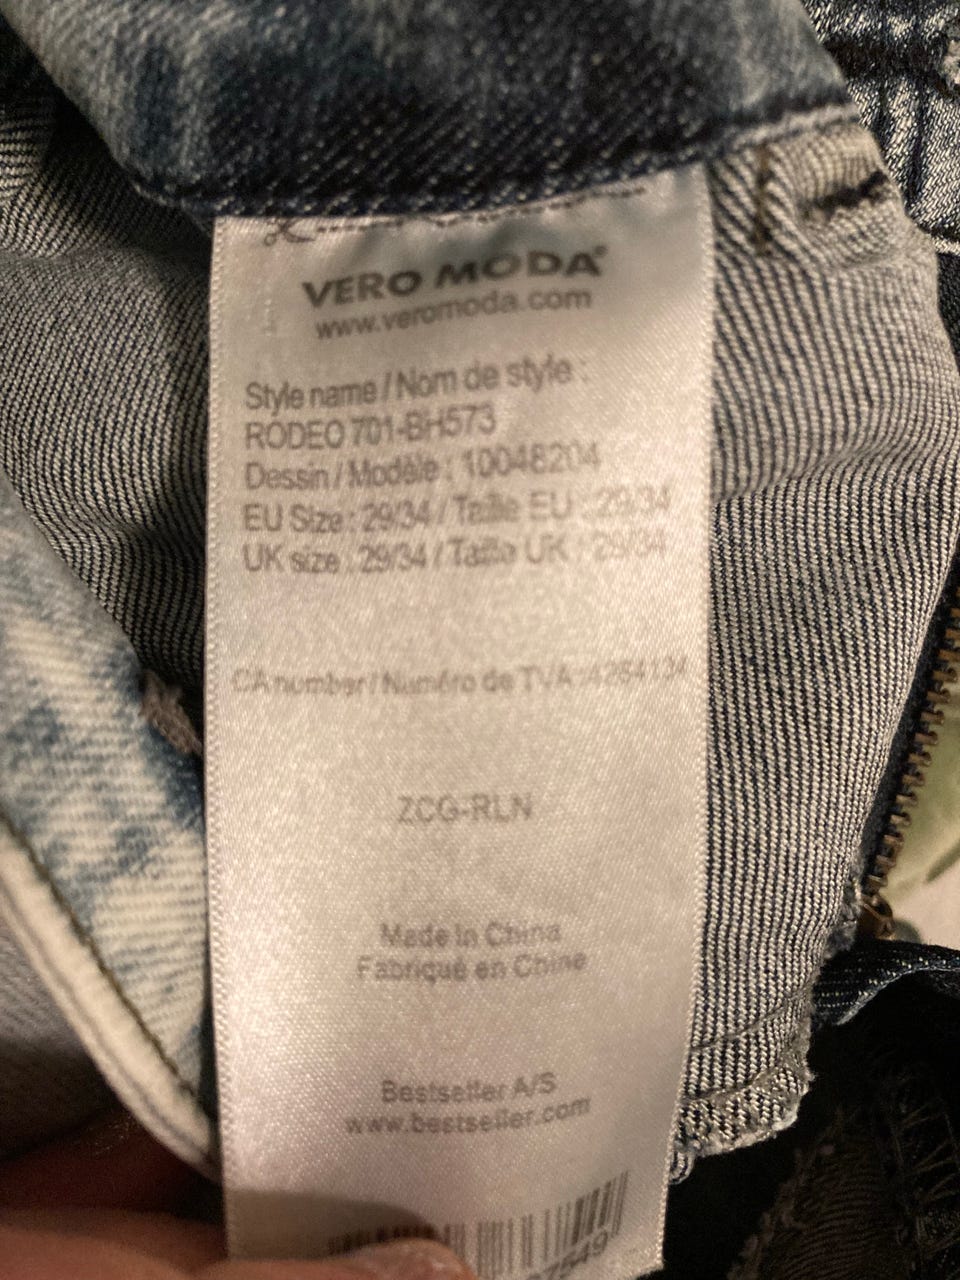 VERO MODA®
www.veromoda.com
Style name / Nom de style :
RODEO 701-BH573
Dessin / Modèle : 10048204
EU Size : 29/34 / Taille EU : 29/34
UK size : 29/34 / Taille UK : 29/34
CA number / Numéro de TVA : 4264134
ZCG-RLN
Made in China
Fabriqué en Chine
Bestseller A/S
www.bestseller.com